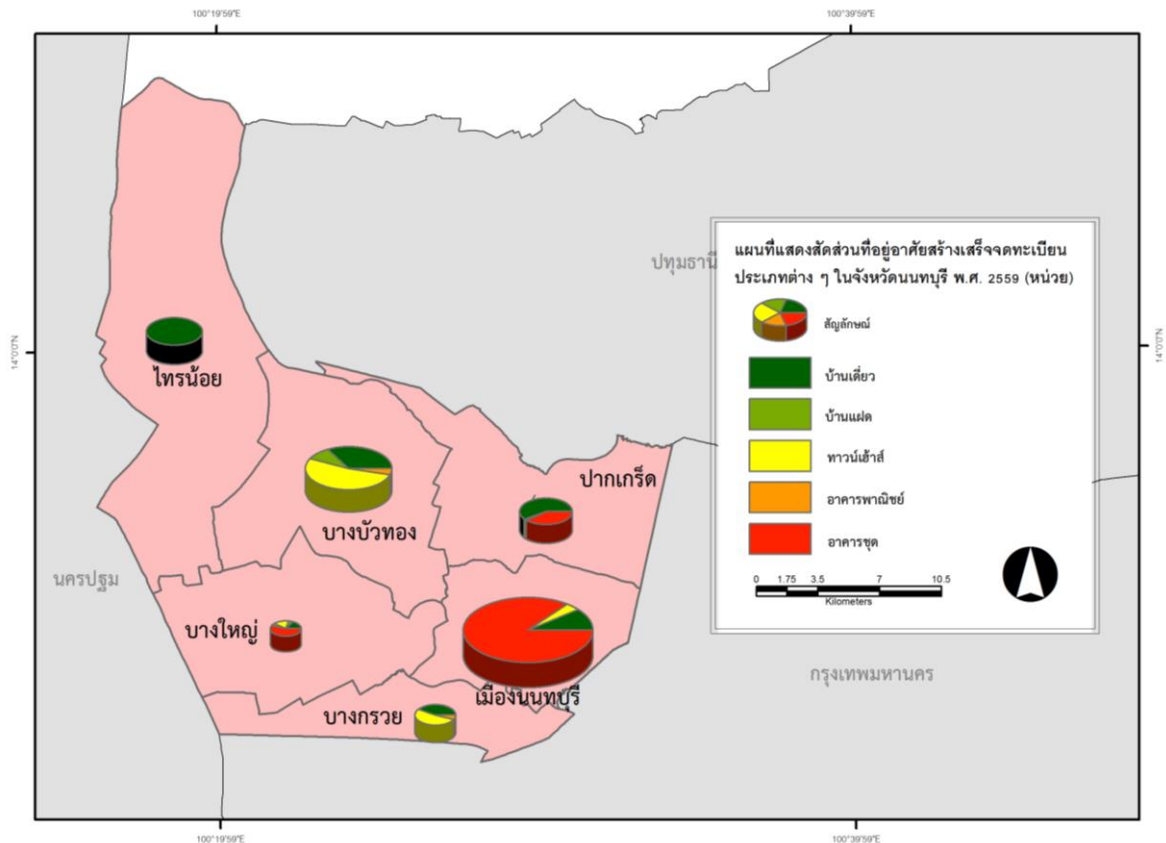 100°19'59"E
100°39'59"E
14°0'0"N
14°0'0"N
ปทุมธานี
แผนที่แสดงสัดส่วนที่อยู่อาศัยสร้างเสร็จจดทะเบียน
ประเภทต่าง ๆ ในจังหวัดนนทบุรี พ.ศ. 2559 (หน่วย)
สัญลักษณ์
บ้านเดี่ยว
บ้านแฝด
ทาวน์เฮ้าส์
อาคารพาณิชย์
อาคารชุด
0 1.75 3.5 7 10.5
Kilometers
ไทรน้อย
ปากเกร็ด
บางบัวทอง
นครปฐม
บางใหญ่
กรุงเทพมหานคร
เมืองนนทบุรี
บางกรวย
100°19'59"E
100°39'59"E